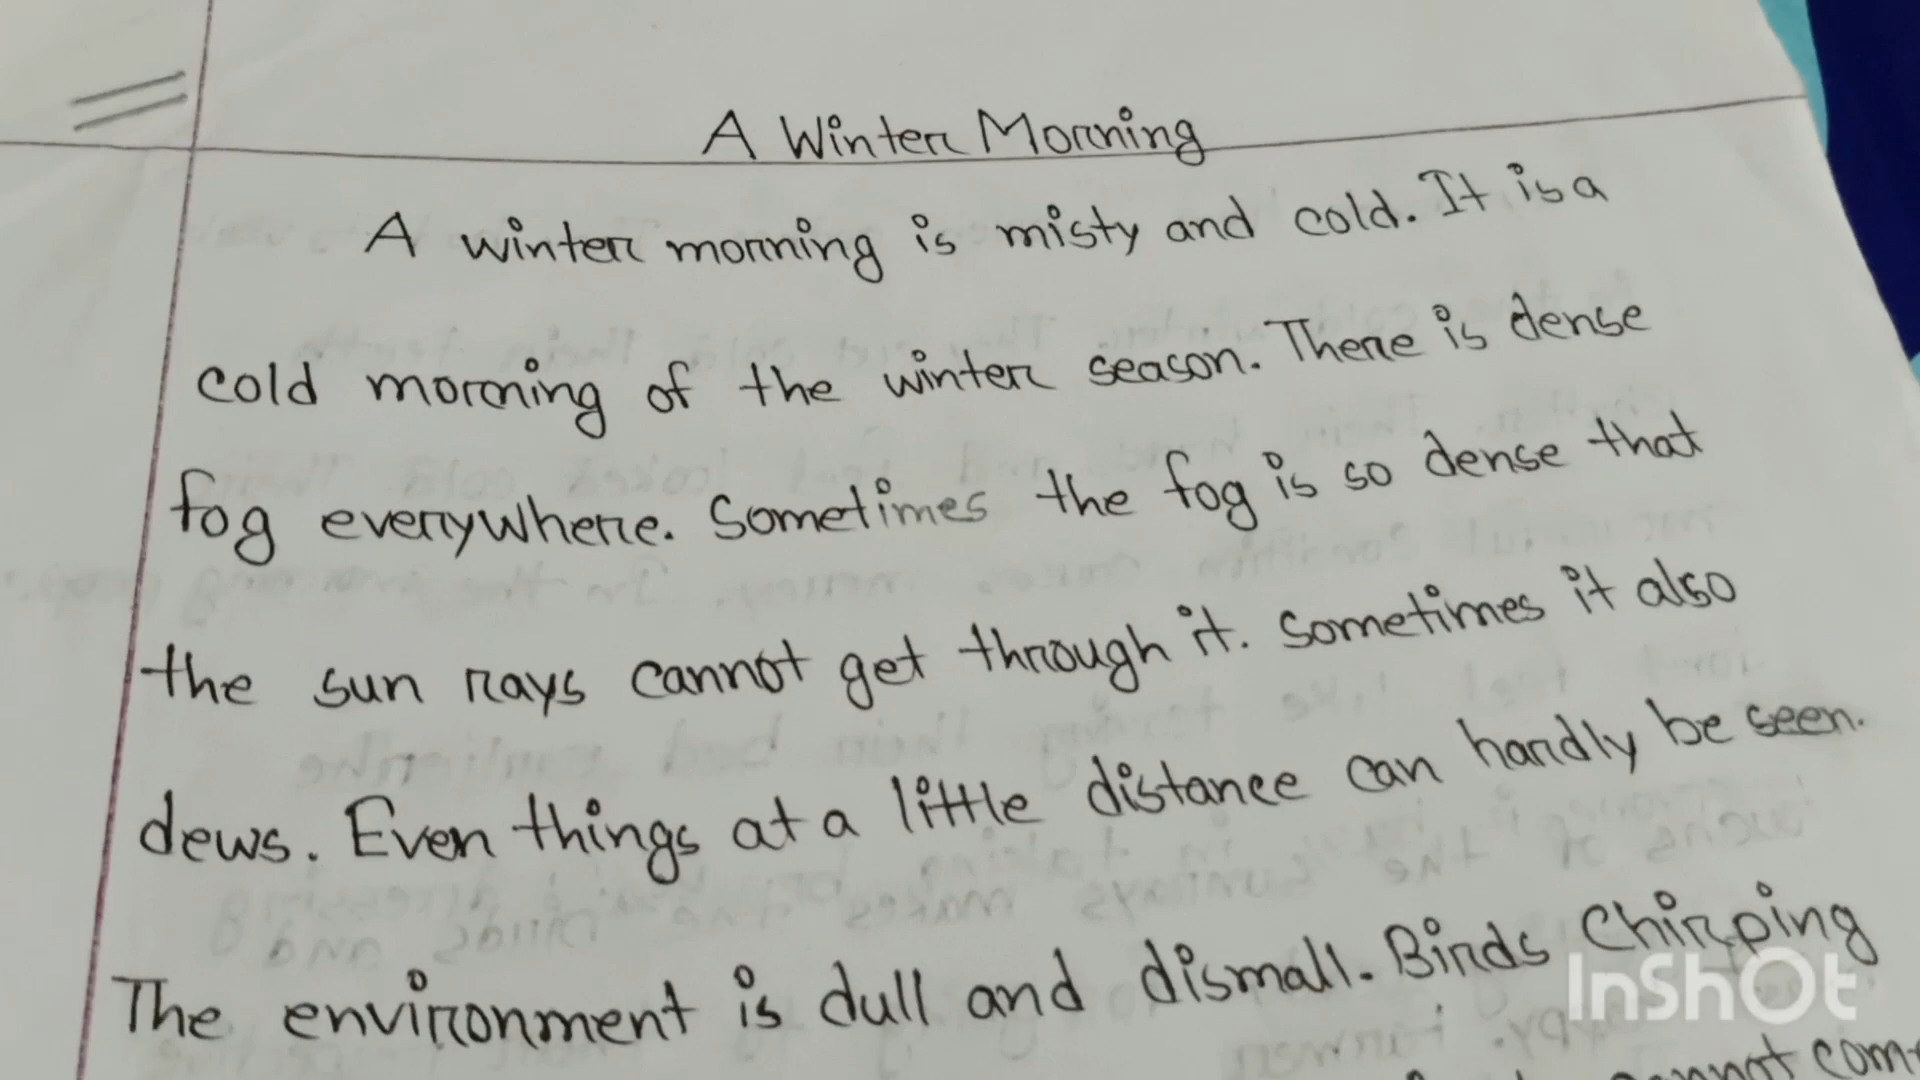 A Winter Morning
A winter morning is misty and cold. It is a
cold morning of the winter season. There is dense
fog everywhere. Sometimes the fog is so dense that
the sun rays cannot get through it. Sometimes it also
dews. Even things at a little distance can hardly be seen.
The environment is dull and dismall. Birds Chirping
cannot com-
InShOt